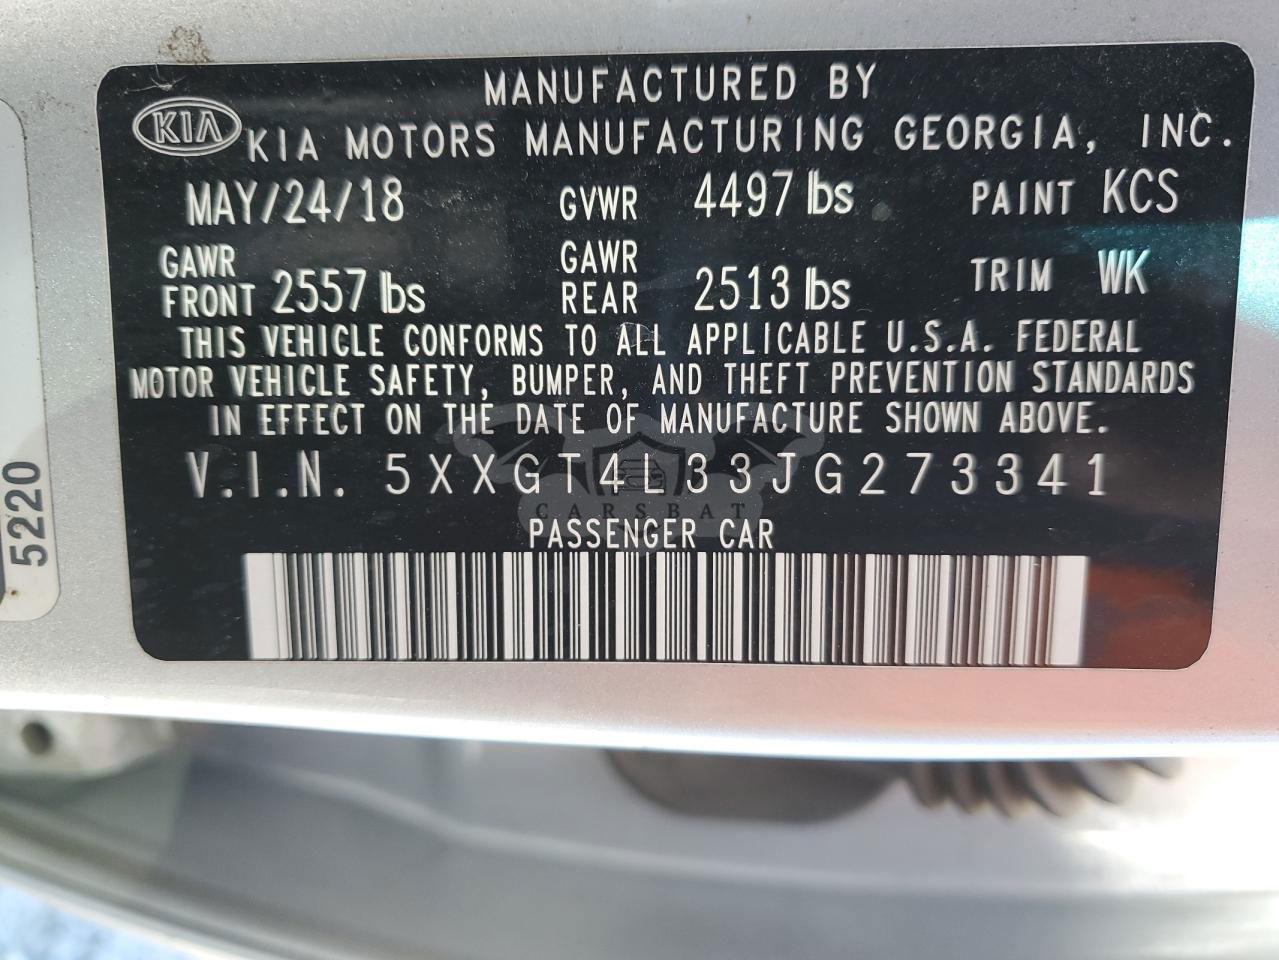 MANUFACTURED BY
KIA KIA MOTORS MANUFACTURING GEORGIA, INC.
MAY/24/18 GVWR 4497 lbs PAINT KCS
GAWR FRONT 2557 lbs GAWR REAR 2513 lbs TRIM WK
THIS VEHICLE CONFORMS TO ALL APPLICABLE U.S.A. FEDERAL
MOTOR VEHICLE SAFETY, BUMPER, AND THEFT PREVENTION STANDARDS
IN EFFECT ON THE DATE OF MANUFACTURE SHOWN ABOVE.
V.I.N. 5XXGT4L33JG273341
CARSBAT
PASSENGER CAR
5220